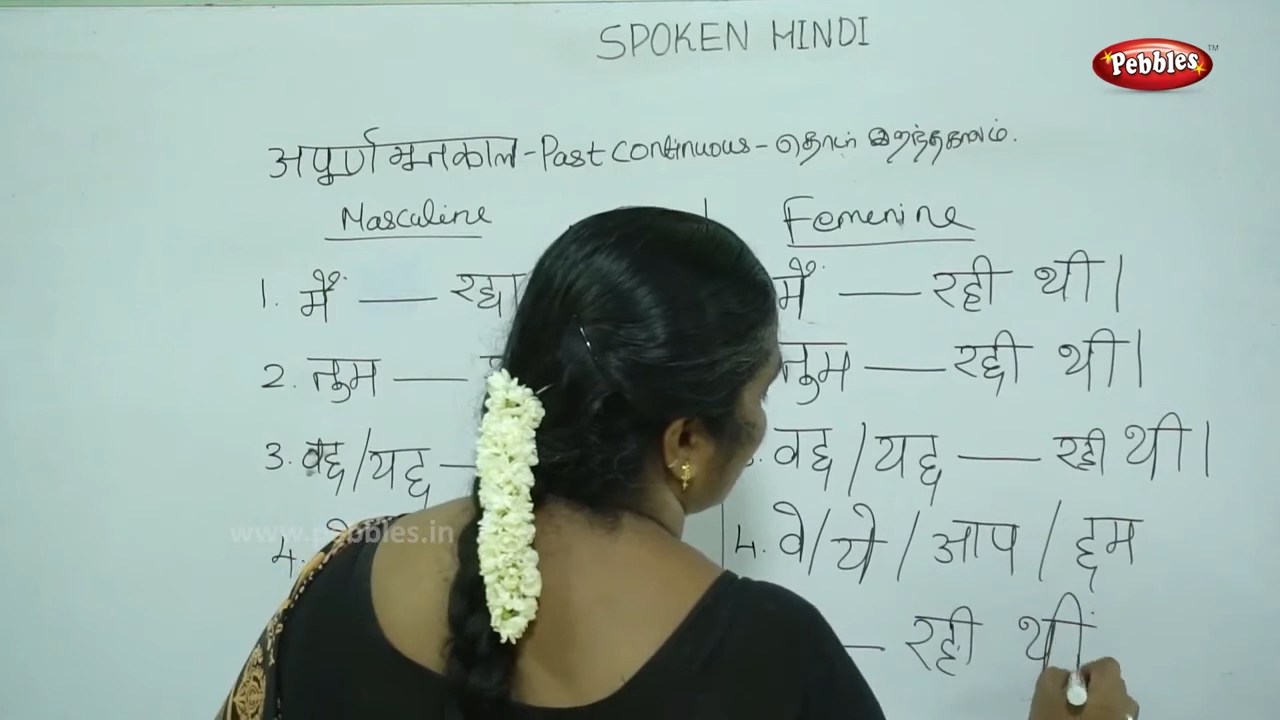 SPOKEN HINDI
Pebbles TM
अपूर्ण भूतकाल - Past Continuous - தொடர் இறந்தகாலம்.
Masculine
Femenine
1. मैं — रहा
मैं — रही थी।
2. तुम —
तुम — रही थी।
3. वह / यह —
वह / यह — रही थी।
www.pebbles.in
4.
4. वे / ये / आप / हम
— रही थीं